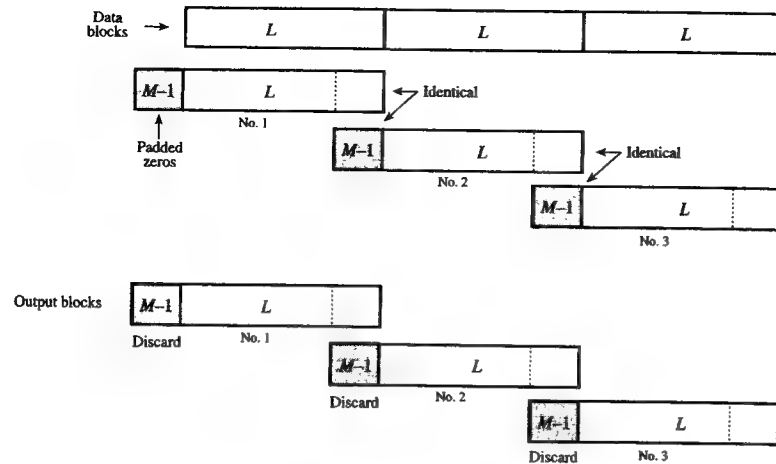 Data
blocks
L L L
M–1 L
Identical
No. 1
Padded
zeros
M–1 L
Identical
No. 2
M–1 L
No. 3
Output blocks
M–1 L
Discard
No. 1
M–1 L
Discard
No. 2
M–1 L
Discard
No. 3